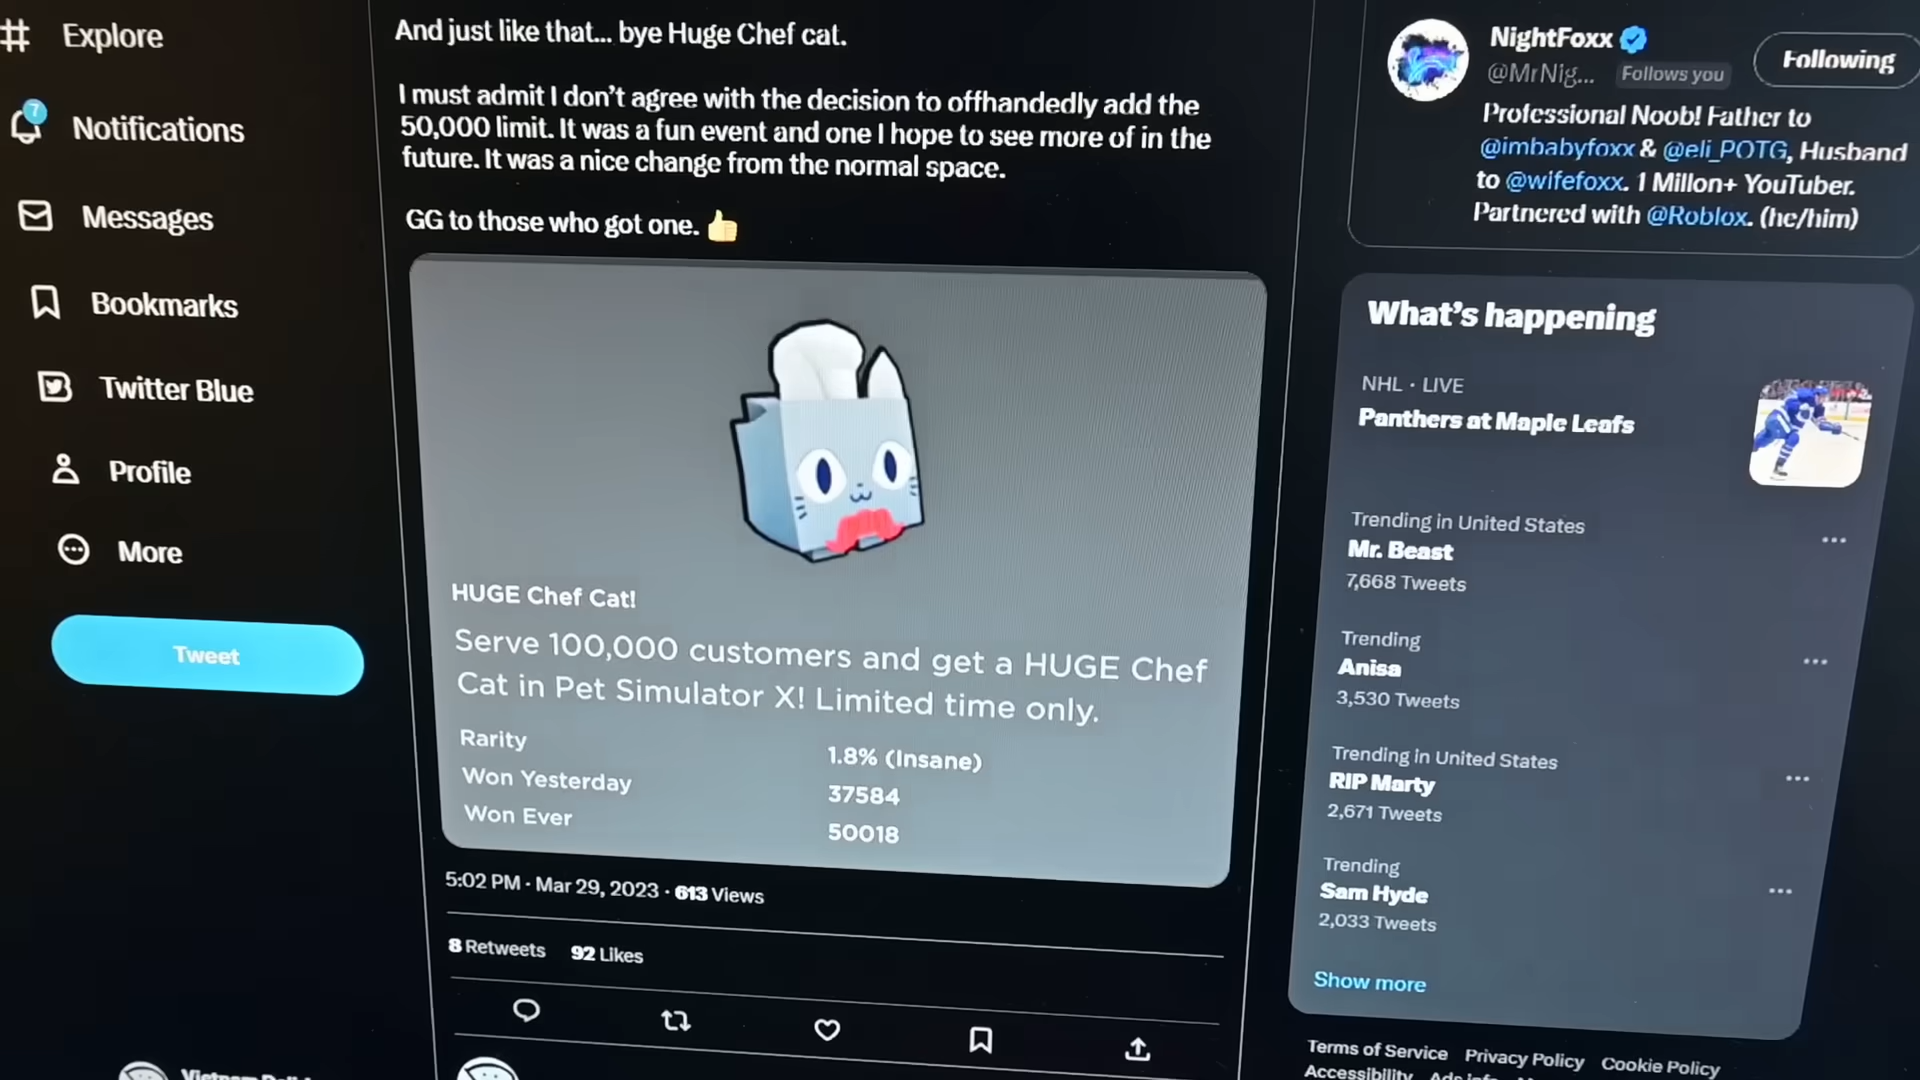 Explore
7
Notifications
Messages
Bookmarks
Twitter Blue
Profile
More
Tweet
And just like that... bye Huge Chef cat.
I must admit I don't agree with the decision to offhandedly add the
50,000 limit. It was a fun event and one I hope to see more of in the
future. It was a nice change from the normal space.
GG to those who got one. 👍
HUGE Chef Cat!
Serve 100,000 customers and get a HUGE Chef
Cat in Pet Simulator X! Limited time only.
Rarity 1.8% (Insane)
Won Yesterday 37584
Won Ever 50018
5:02 PM · Mar 29, 2023 · 613 Views
8 Retweets 92 Likes
NightFoxx
@MrNig... Follows you
Following
Professional Noob! Father to
@imbabyfoxx & @eli_POTG, Husband
to @wifefoxx. 1 Millon+ YouTuber.
Partnered with @Roblox. (he/him)
What's happening
NHL · LIVE
Panthers at Maple Leafs
Trending in United States
Mr. Beast
7,668 Tweets
Trending
Anisa
3,530 Tweets
Trending in United States
RIP Marty
2,671 Tweets
Trending
Sam Hyde
2,033 Tweets
Show more
Terms of Service Privacy Policy Cookie Policy
Accessibility